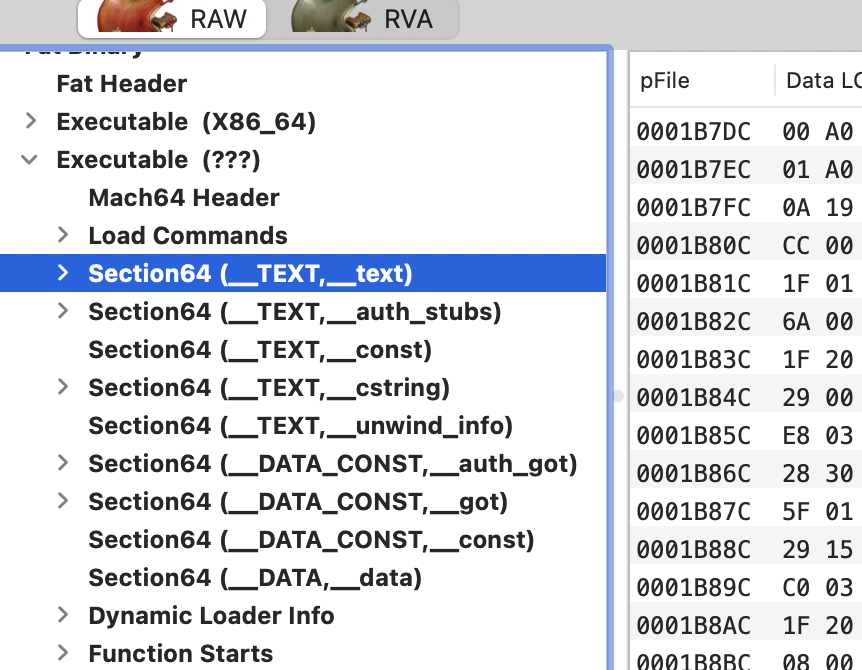 RAW RVA
Fat Binary
Fat Header
Executable (X86_64)
Executable (???)
Mach64 Header
Load Commands
Section64 (__TEXT,__text)
Section64 (__TEXT,__auth_stubs)
Section64 (__TEXT,__const)
Section64 (__TEXT,__cstring)
Section64 (__TEXT,__unwind_info)
Section64 (__DATA_CONST,__auth_got)
Section64 (__DATA_CONST,__got)
Section64 (__DATA_CONST,__const)
Section64 (__DATA,__data)
Dynamic Loader Info
Function Starts
pFile Data LO
0001B7DC 00 A0
0001B7EC 01 A0
0001B7FC 0A 19
0001B80C CC 00
0001B81C 1F 01
0001B82C 6A 00
0001B83C 1F 20
0001B84C 29 00
0001B85C E8 03
0001B86C 28 30
0001B87C 5F 01
0001B88C 29 15
0001B89C C0 03
0001B8AC 1F 20
0001B8BC 08 00